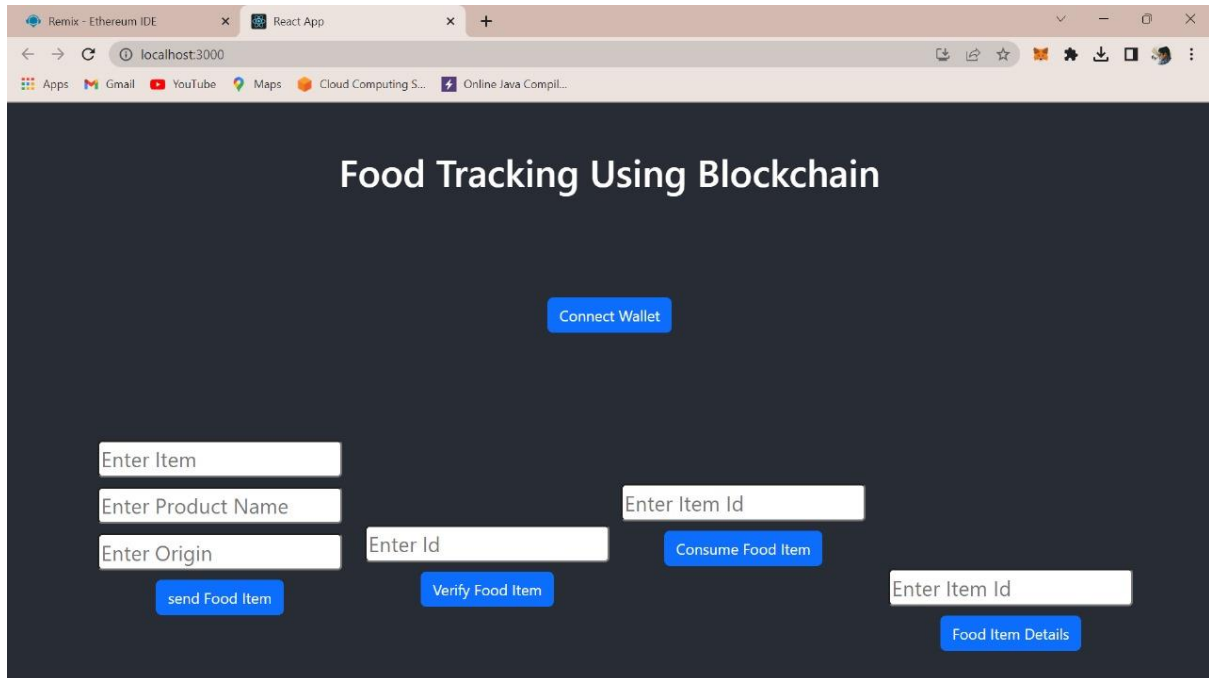 Remix - Ethereum IDE
React App
localhost:3000
Apps Gmail YouTube Maps Cloud Computing S... Online Java Compil...
Food Tracking Using Blockchain
Connect Wallet
Enter Item
Enter Product Name
Enter Origin
send Food Item
Enter Id
Verify Food Item
Enter Item Id
Consume Food Item
Enter Item Id
Food Item Details